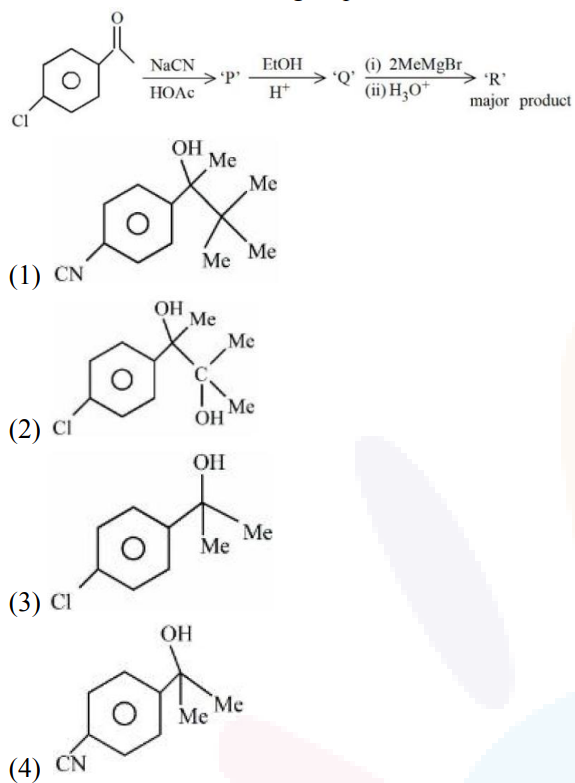 O
Cl
NaCN
HOAc
'P'
EtOH
H⁺
'Q'
(i) 2MeMgBr
(ii) H₃O⁺
'R'
major product
(1)
OH
Me
Me
Me
Me
CN
(2)
OH
Me
Me
C
Me
OH
Cl
(3)
OH
Me
Me
Cl
(4)
OH
Me
Me
CN